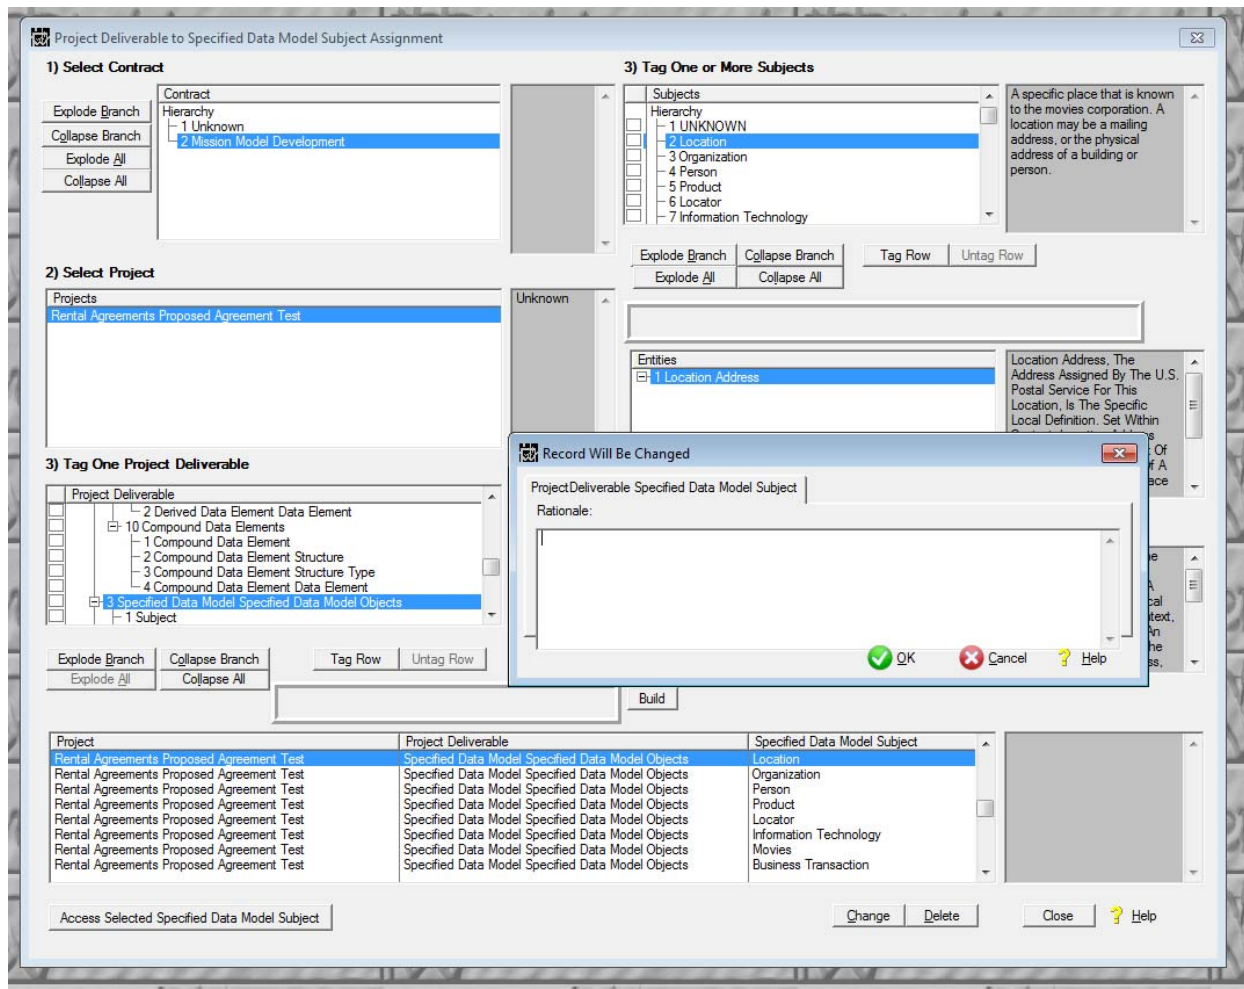 Project Deliverable to Specified Data Model Subject Assignment
1) Select Contract
Contract
Hierarchy
1 Unknown
2 Mission Model Development
Explode Branch
Collapse Branch
Explode All
Collapse All
3) Tag One or More Subjects
Subjects
Hierarchy
1 UNKNOWN
2 Location
3 Organization
4 Person
5 Product
6 Locator
7 Information Technology
A specific place that is known
to the movies corporation. A
location may be a mailing
address, or the physical
address of a building or
person.
Explode Branch
Collapse Branch
Tag Row
Untag Row
Explode All
Collapse All
2) Select Project
Projects
Rental Agreements Proposed Agreement Test
Unknown
Entities
1 Location Address
Location Address, The
Address Assigned By The U.S.
Postal Service For This
Location, Is The Specific
Local Definition. Set Within
Of
ace
3) Tag One Project Deliverable
Project Deliverable
2 Derived Data Element Data Element
10 Compound Data Elements
1 Compound Data Element
2 Compound Data Element Structure
3 Compound Data Element Structure Type
4 Compound Data Element Data Element
3 Specified Data Model Specified Data Model Objects
1 Subject
Explode Branch
Collapse Branch
Tag Row
Untag Row
Explode All
Collapse All
Record Will Be Changed
ProjectDeliverable Specified Data Model Subject
Rationale:
OK
Cancel
? Help
Build
Project
Project Deliverable
Specified Data Model Subject
Rental Agreements Proposed Agreement Test Specified Data Model Specified Data Model Objects Location
Rental Agreements Proposed Agreement Test Specified Data Model Specified Data Model Objects Organization
Rental Agreements Proposed Agreement Test Specified Data Model Specified Data Model Objects Person
Rental Agreements Proposed Agreement Test Specified Data Model Specified Data Model Objects Product
Rental Agreements Proposed Agreement Test Specified Data Model Specified Data Model Objects Locator
Rental Agreements Proposed Agreement Test Specified Data Model Specified Data Model Objects Information Technology
Rental Agreements Proposed Agreement Test Specified Data Model Specified Data Model Objects Movies
Rental Agreements Proposed Agreement Test Specified Data Model Specified Data Model Objects Business Transaction
Access Selected Specified Data Model Subject
Change
Delete
Close
? Help